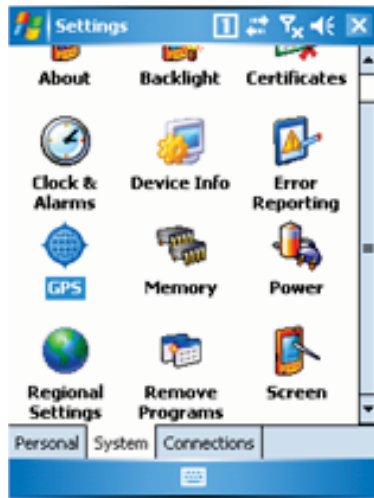 Settings
1
About Backlight Certificates
Clock & Device Info Error
Alarms Reporting
GPS Memory Power
Regional Remove Screen
Settings Programs
Personal System Connections